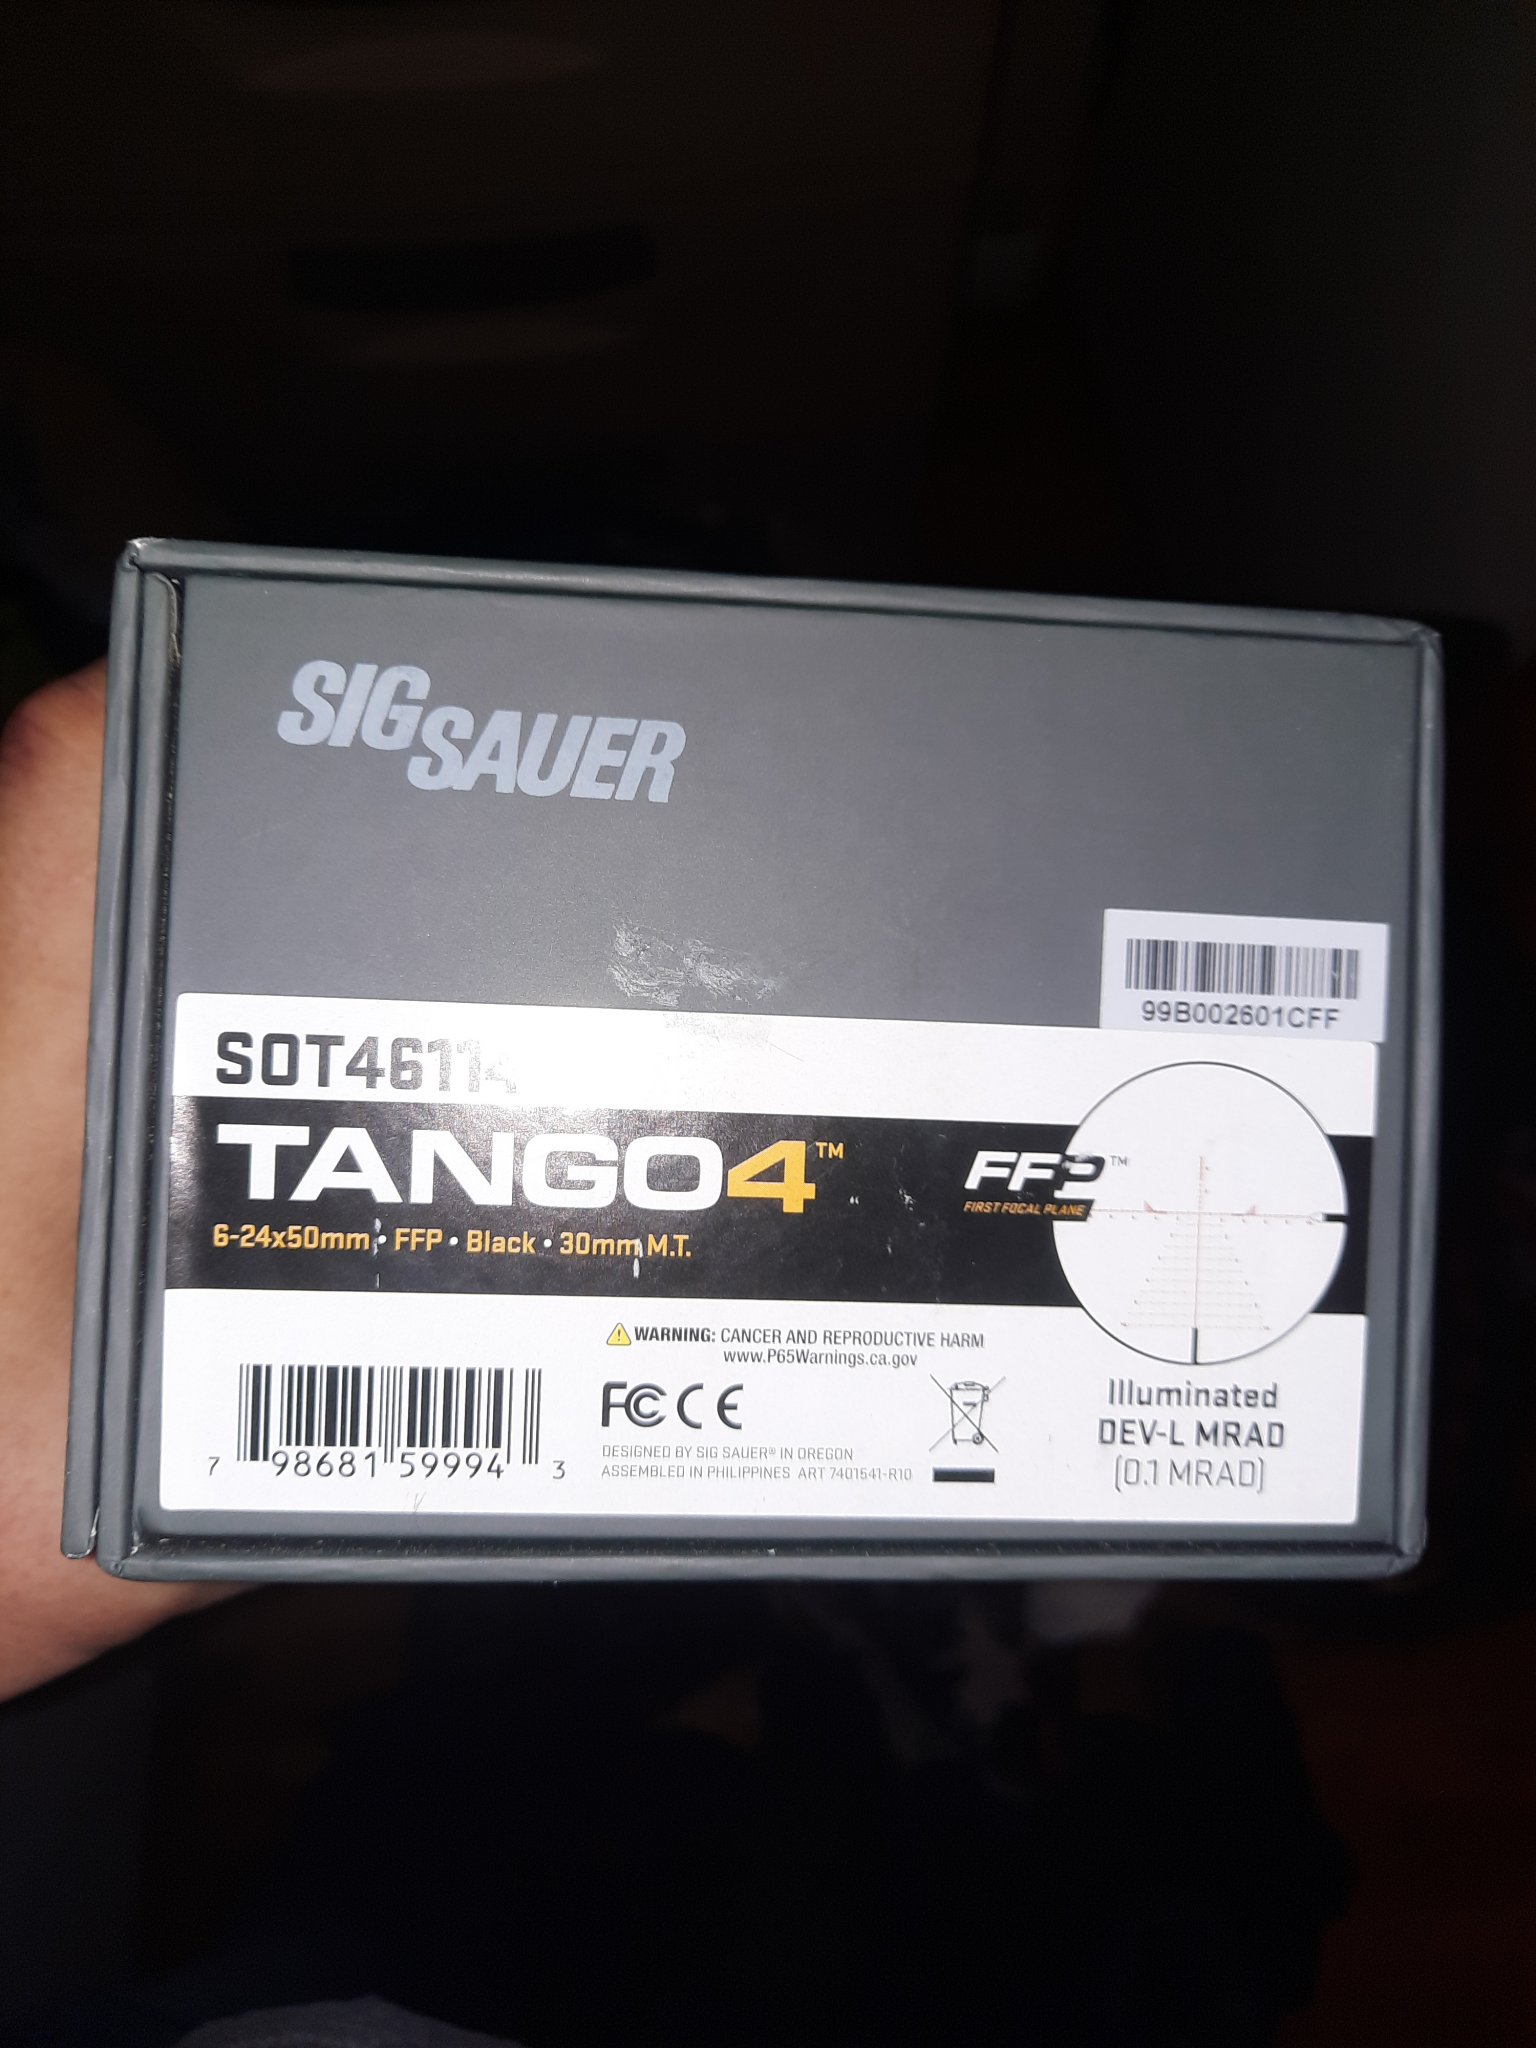 SIG SAUER
99B002601CFF
SOT46114
TANGO4™
6-24x50mm • FFP • Black • 30mm M.T.
FFP™
FIRST FOCAL PLANE
WARNING: CANCER AND REPRODUCTIVE HARM
www.P65Warnings.ca.gov
FC CE
DESIGNED BY SIG SAUER® IN OREGON
ASSEMBLED IN PHILIPPINES ART 7401541-R10
7 98681 59994 3
Illuminated
DEV-L MRAD
(0.1 MRAD)